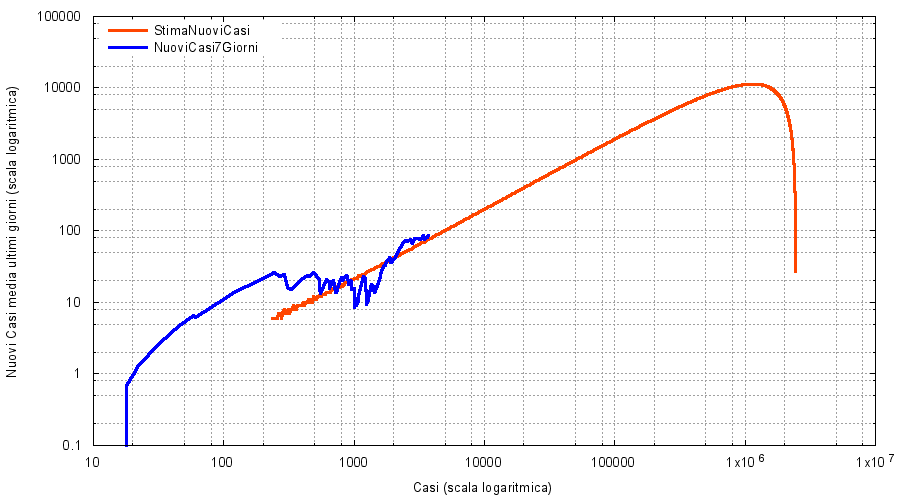 100000
10000
1000
100
10
1
0.1
StimaNuoviCasi
NuoviCasi7Giorni
Nuovi Casi media ultimi giorni (scala logaritmica)
10
100
1000
10000
100000
1x10^6
1x10^7
Casi (scala logaritmica)